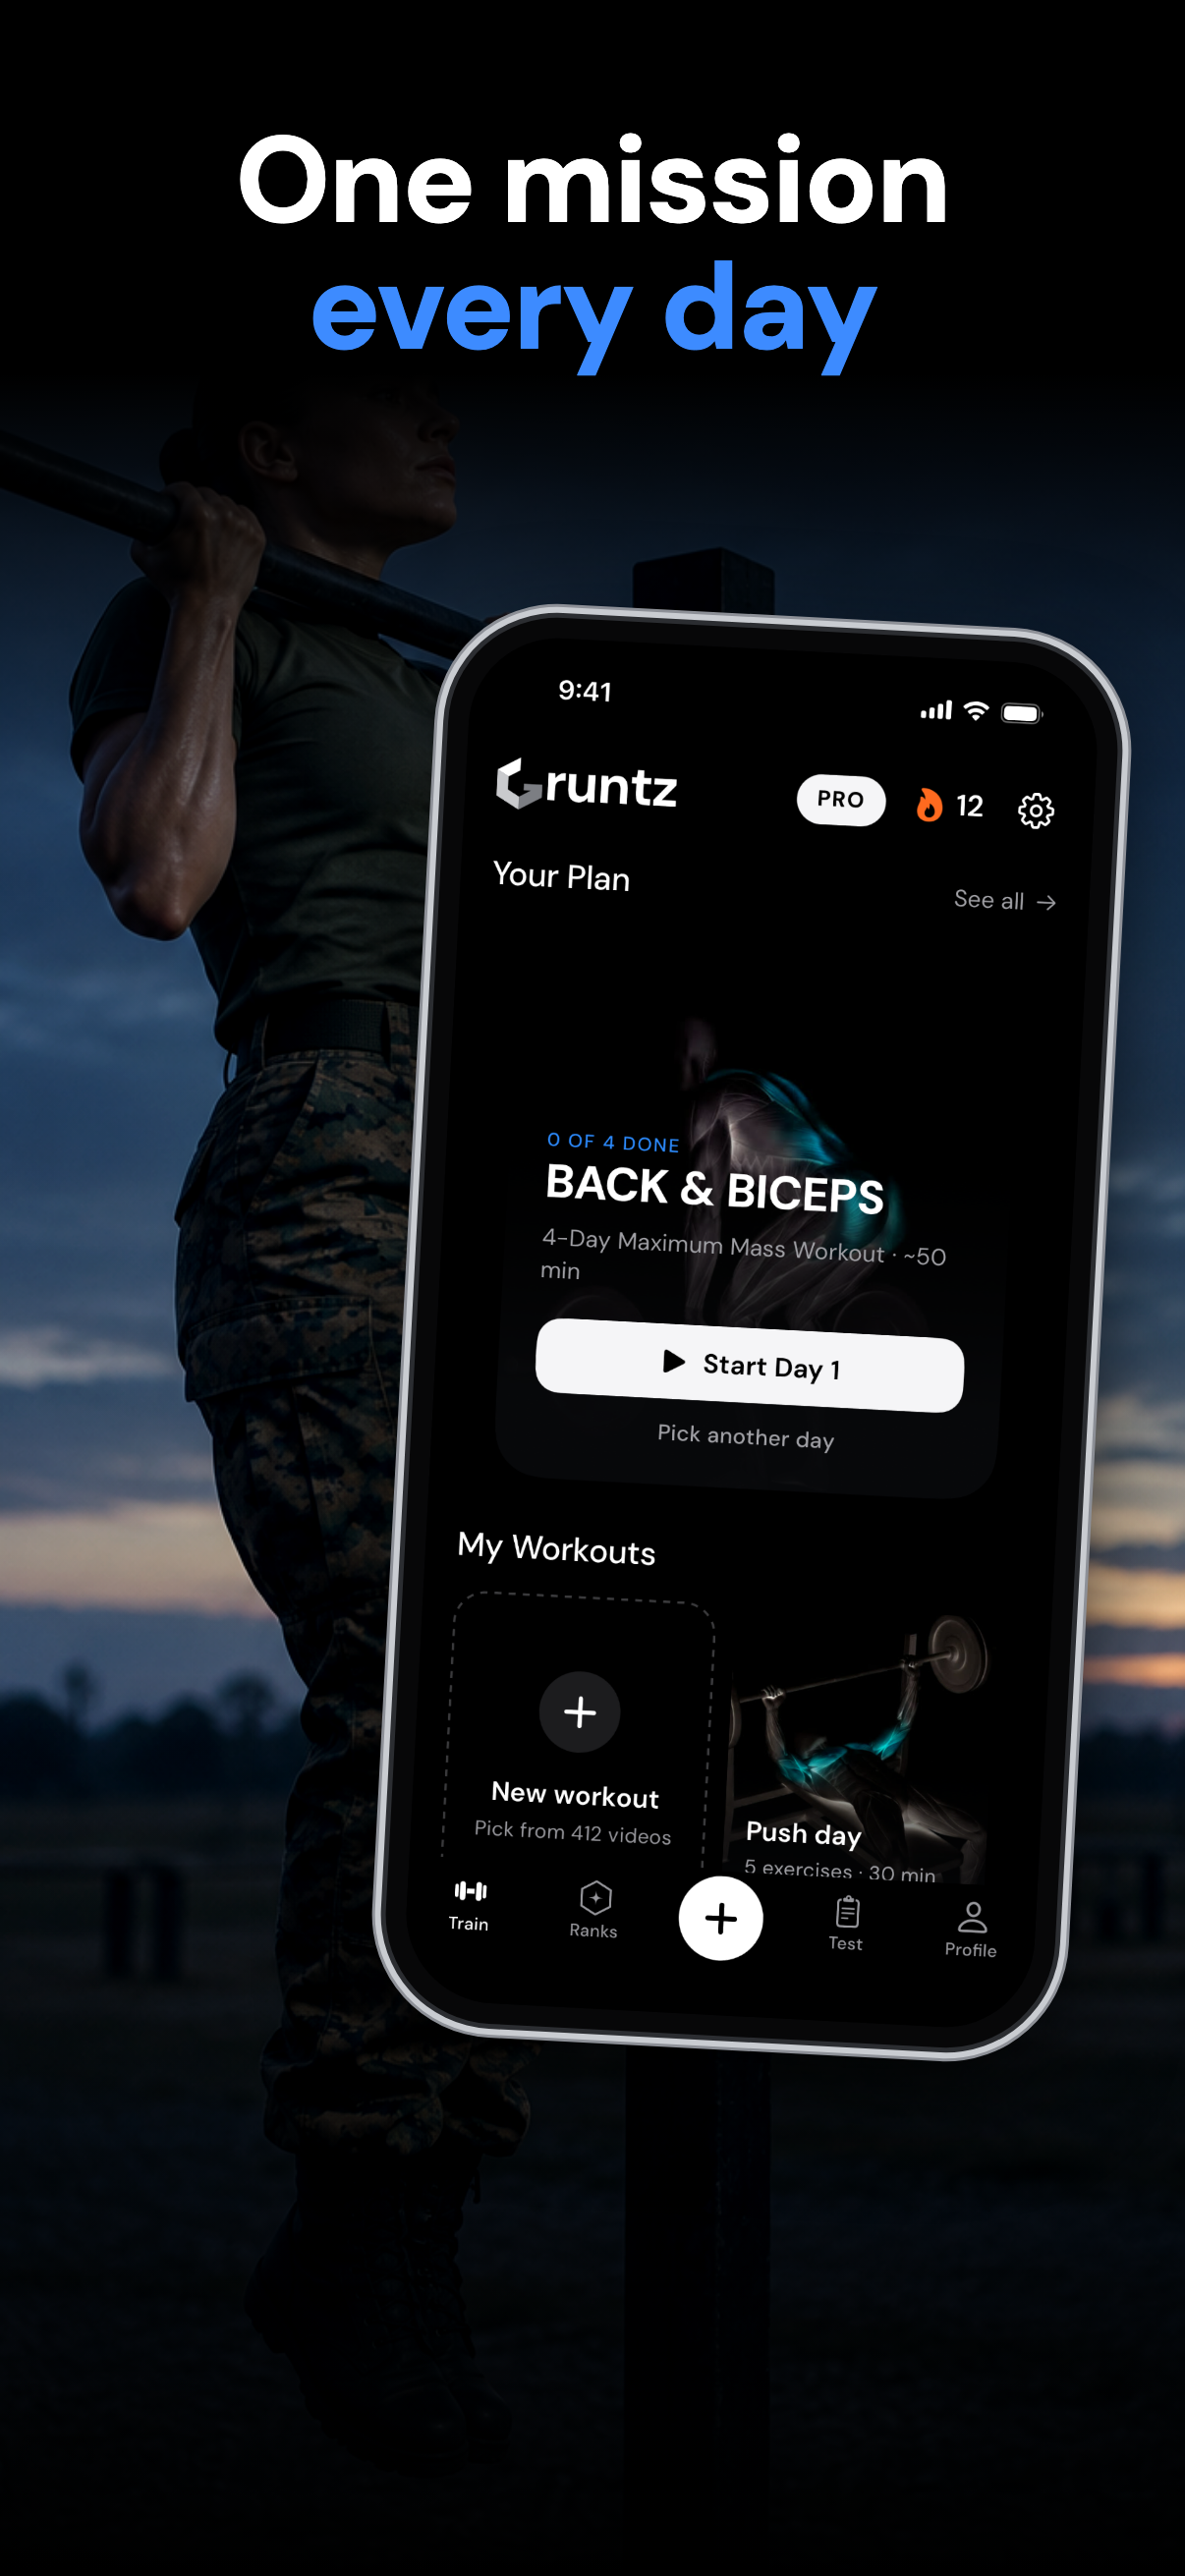 One mission
every day
9:41
Gruntz
PRO
12
Your Plan
See all →
0 OF 4 DONE
BACK & BICEPS
4-Day Maximum Mass Workout · ~50
min
Start Day 1
Pick another day
My Workouts
New workout
Pick from 412 videos
Push day
5 exercises · 30 min
Train
Ranks
Test
Profile